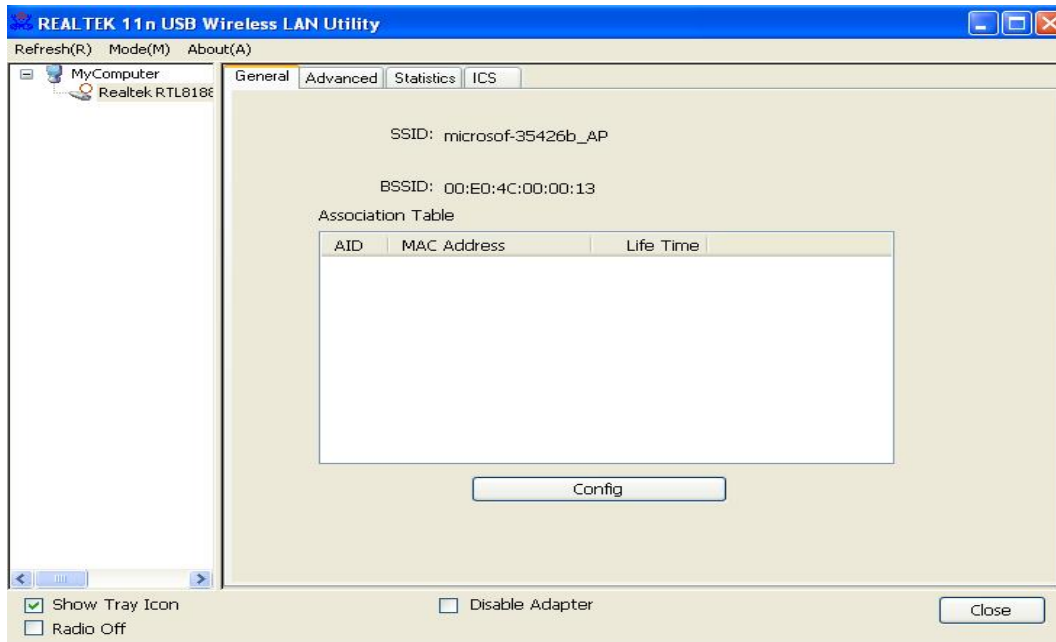 REALTEK 11n USB Wireless LAN Utility
Refresh(R) Mode(M) About(A)
MyComputer
Realtek RTL8188
General Advanced Statistics ICS
SSID: microsof-35426b_AP
BSSID: 00:E0:4C:00:00:13
Association Table
AID MAC Address Life Time
Config
Show Tray Icon
Radio Off
Disable Adapter
Close